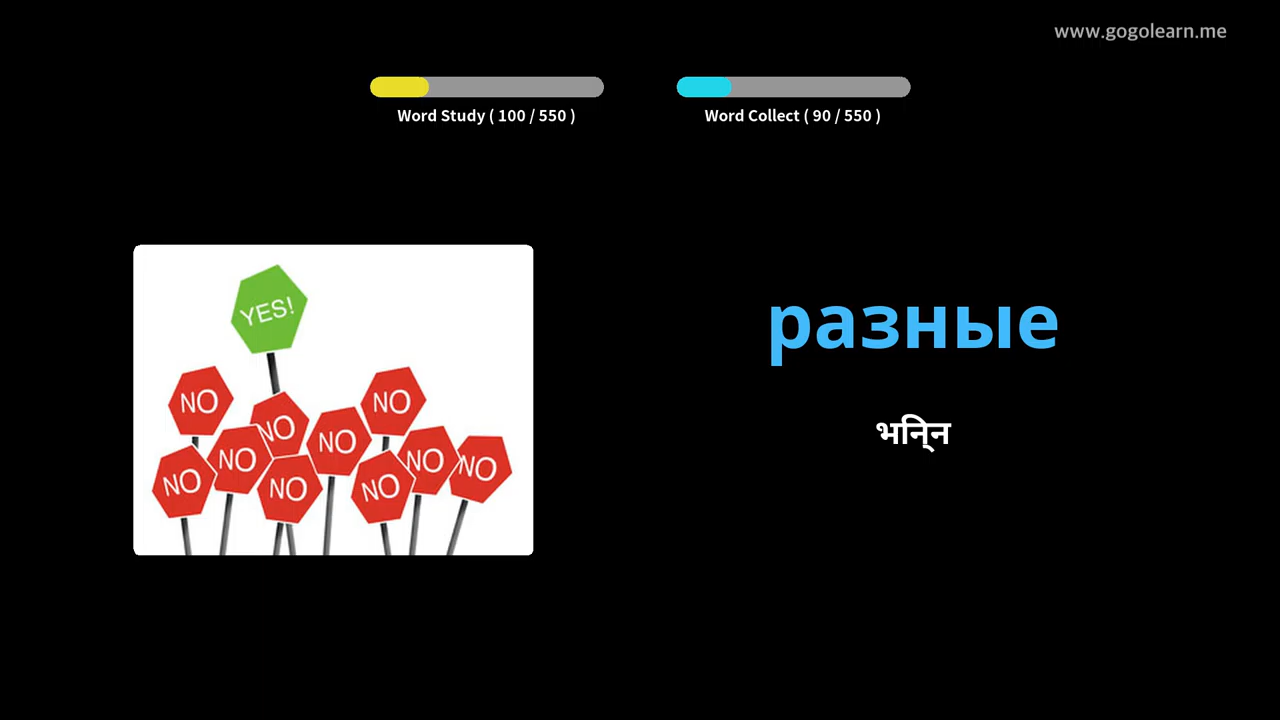 www.gogolearn.me
Word Study ( 100 / 550 )
Word Collect ( 90 / 550 )
YES!
NO
NO
NO
NO
NO
NO
NO
NO
NO
NO
разные
भिन्न